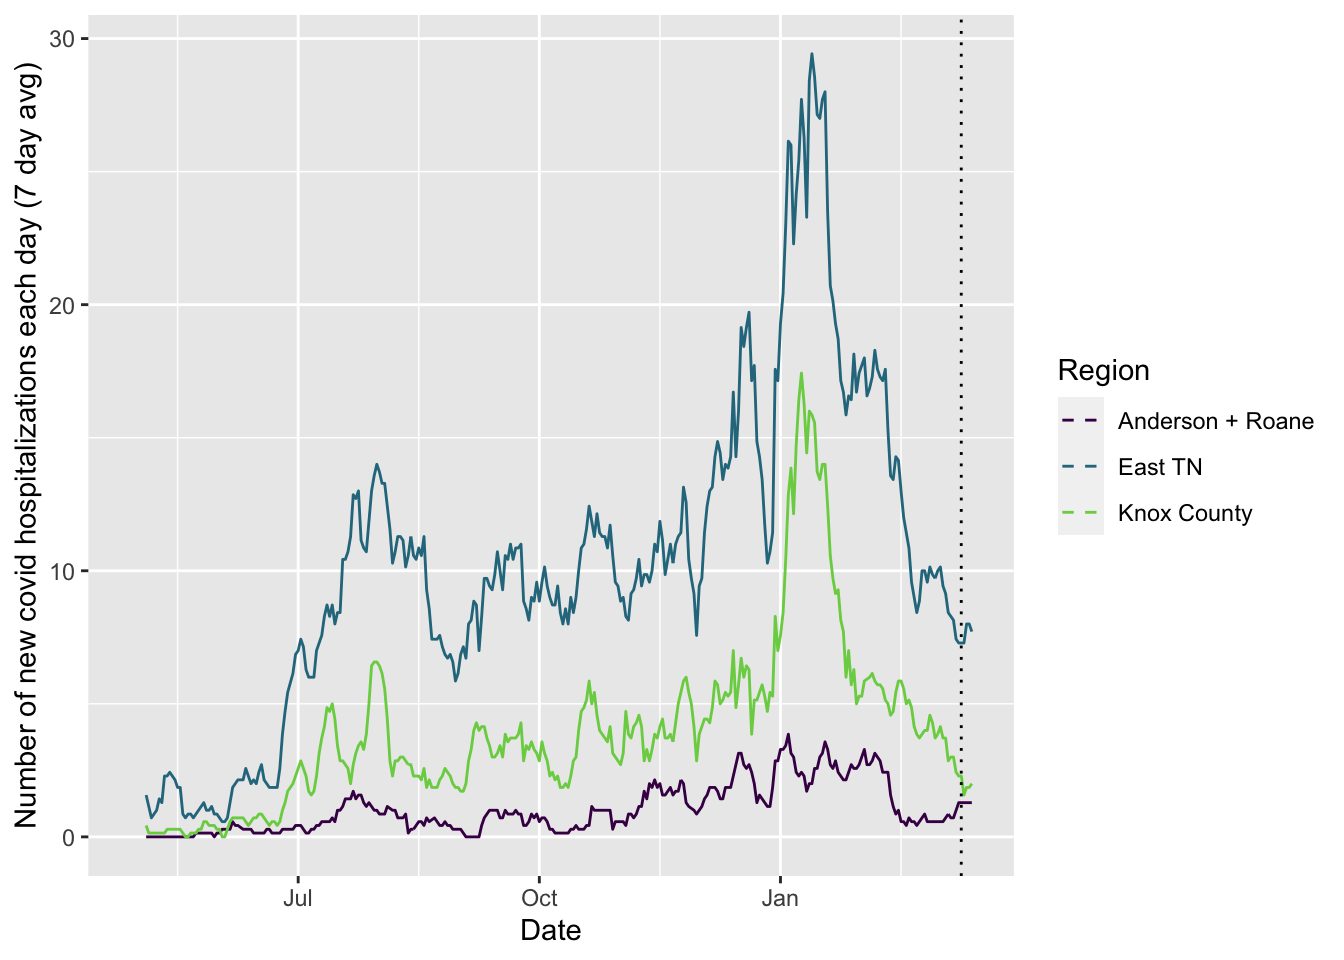 Number of new covid hospitalizations each day (7 day avg)
30
20
10
0
Jul
Oct
Jan
Date
Region
Anderson + Roane
East TN
Knox County